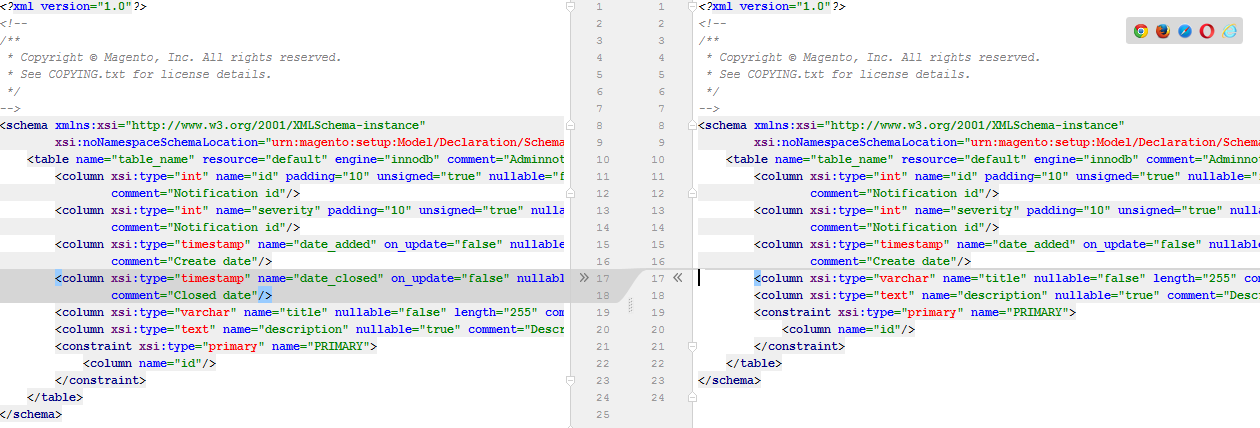 <?xml version="1.0"?>
<!--
/**
 * Copyright © Magento, Inc. All rights reserved.
 * See COPYING.txt for license details.
 */
-->
<schema xmlns:xsi="http://www.w3.org/2001/XMLSchema-instance"
        xsi:noNamespaceSchemaLocation="urn:magento:setup:Model/Declaration/Schema
    <table name="table_name" resource="default" engine="innodb" comment="Adminnot
        <column xsi:type="int" name="id" padding="10" unsigned="true" nullable="f
                comment="Notification id"/>
        <column xsi:type="int" name="severity" padding="10" unsigned="true" nulla
                comment="Notification id"/>
        <column xsi:type="timestamp" name="date_added" on_update="false" nullable
                comment="Create date"/>
        <column xsi:type="timestamp" name="date_closed" on_update="false" nullabl
                comment="Closed date"/>
        <column xsi:type="varchar" name="title" nullable="false" length="255" com
        <column xsi:type="text" name="description" nullable="true" comment="Descr
        <constraint xsi:type="primary" name="PRIMARY">
            <column name="id"/>
        </constraint>
    </table>
</schema>
1 1
2 2
3 3
4 4
5 5
6 6
7 7
8 8
9 9
10 10
11 11
12 12
13 13
14 14
15 15
16 16
» 17 17 «
18 18
19 19
20 20
21 21
22 22
23 23
24 24
25
<?xml version="1.0"?>
<!--
/**
 * Copyright © Magento, Inc. All rights reserved.
 * See COPYING.txt for license details.
 */
-->
<schema xmlns:xsi="http://www.w3.org/2001/XMLSchema-instance"
        xsi:noNamespaceSchemaLocation="urn:magento:setup:Model/Declaration/Schema
    <table name="table_name" resource="default" engine="innodb" comment="Adminnot
        <column xsi:type="int" name="id" padding="10" unsigned="true" nullable="f
                comment="Notification id"/>
        <column xsi:type="int" name="severity" padding="10" unsigned="true" nulla
                comment="Notification id"/>
        <column xsi:type="timestamp" name="date_added" on_update="false" nullable
                comment="Create date"/>
        <column xsi:type="varchar" name="title" nullable="false" length="255" com
        <column xsi:type="text" name="description" nullable="true" comment="Desc
        <constraint xsi:type="primary" name="PRIMARY">
            <column name="id"/>
        </constraint>
    </table>
</schema>